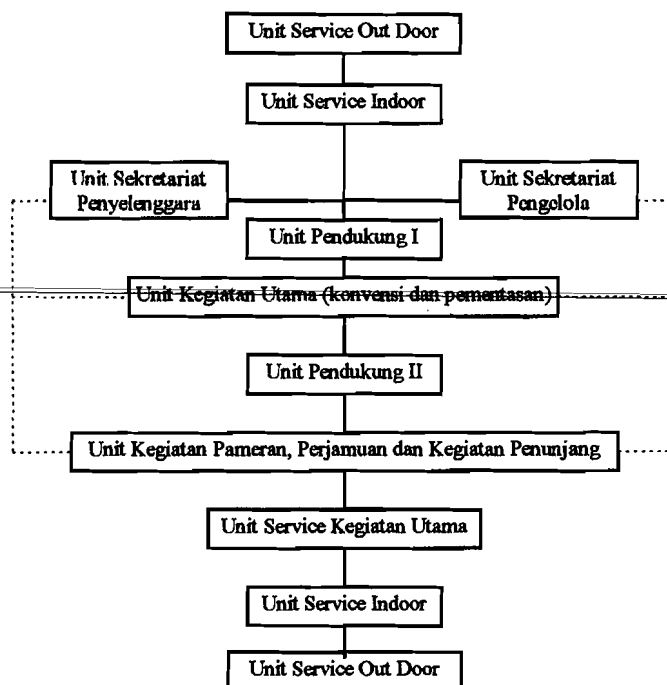 Unit Service Out Door
Unit Service Indoor
Unit Sekretariat
Penyelenggara
Unit Sekretariat
Pengelola
Unit Pendukung I
Unit Kegiatan Utama (konvensi dan pementasan)
Unit Pendukung II
Unit Kegiatan Pameran, Perjamuan dan Kegiatan Penunjang
Unit Service Kegiatan Utama
Unit Service Indoor
Unit Service Out Door